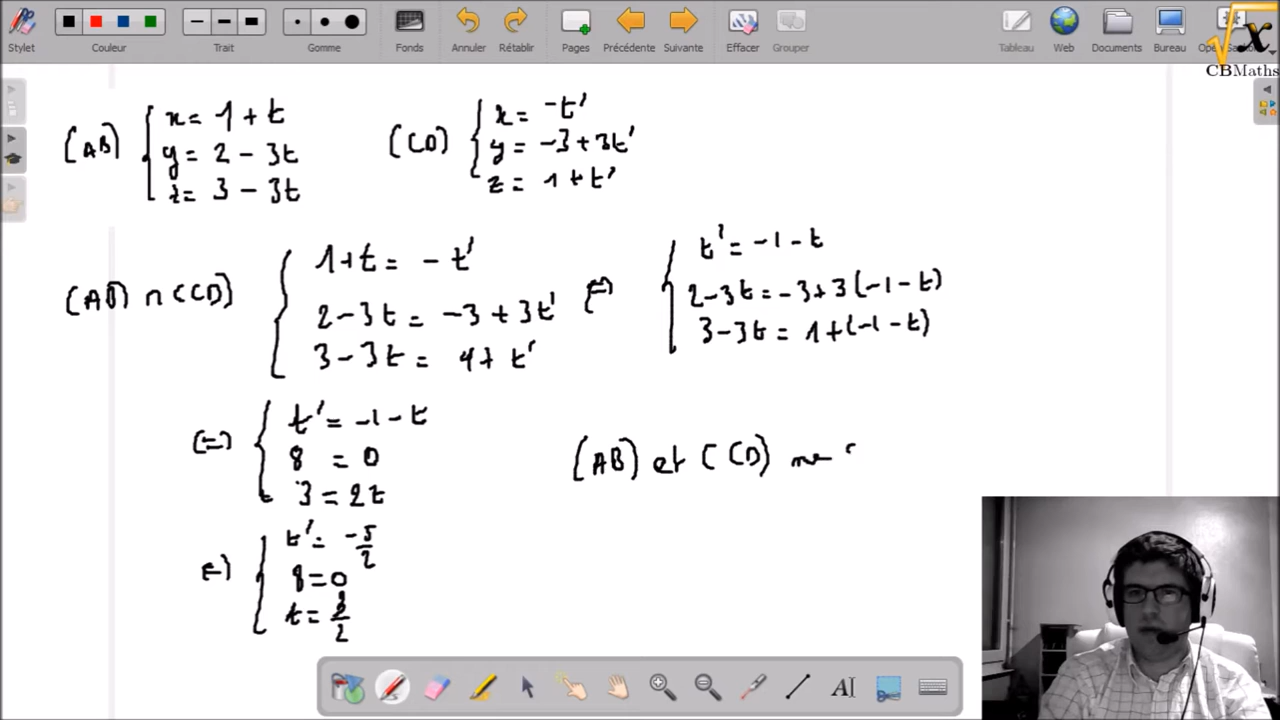 Stylet Couleur Trait Gomme Fonds Annuler Rétablir Pages Précédente Suivante Effacer Grouper Tableau Web Documents Bureau
CBMaths
(AB) { x = 1 + t
y = 2 - 3t
z = 3 - 3t
(CD) { x = -t'
y = -3 + 3t'
z = 1 + t'
(AB) ∩ (CD) { 1 + t = - t'
2 - 3t = -3 + 3t'
3 - 3t = 1 + t'
⇔ { t' = -1 - t
2 - 3t = -3 + 3(-1 - t)
3 - 3t = 1 + (-1 - t)
(=) { t' = -1 - t
8 = 0
3 = 2t
⇔ { t' = -5/2
8 = 0
t = 3/2
(AB) et (CD) ne
AI